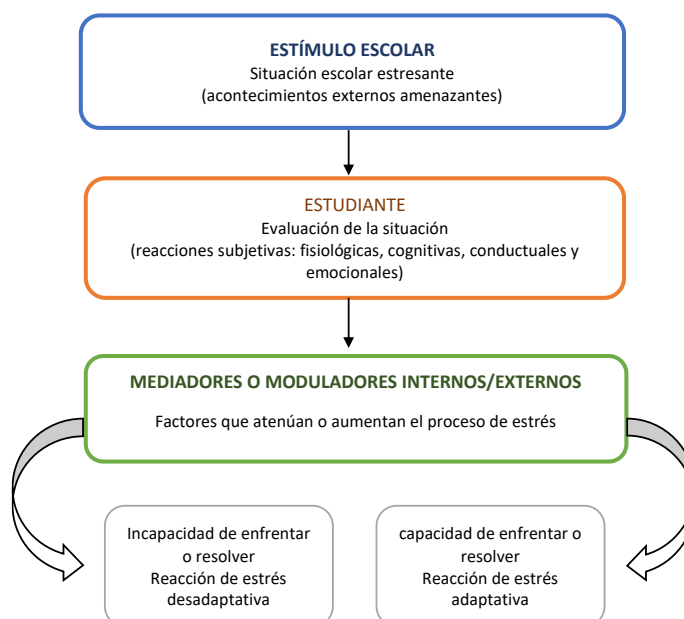 ESTÍMULO ESCOLAR
Situación escolar estresante
(acontecimientos externos amenazantes)
ESTUDIANTE
Evaluación de la situación
(reacciones subjetivas: fisiológicas, cognitivas, conductuales y
emocionales)
MEDIADORES O MODULADORES INTERNOS/EXTERNOS
Factores que atenúan o aumentan el proceso de estrés
Incapacidad de enfrentar
o resolver
Reacción de estrés
desadaptativa
capacidad de enfrentar o
resolver
Reacción de estrés
adaptativa